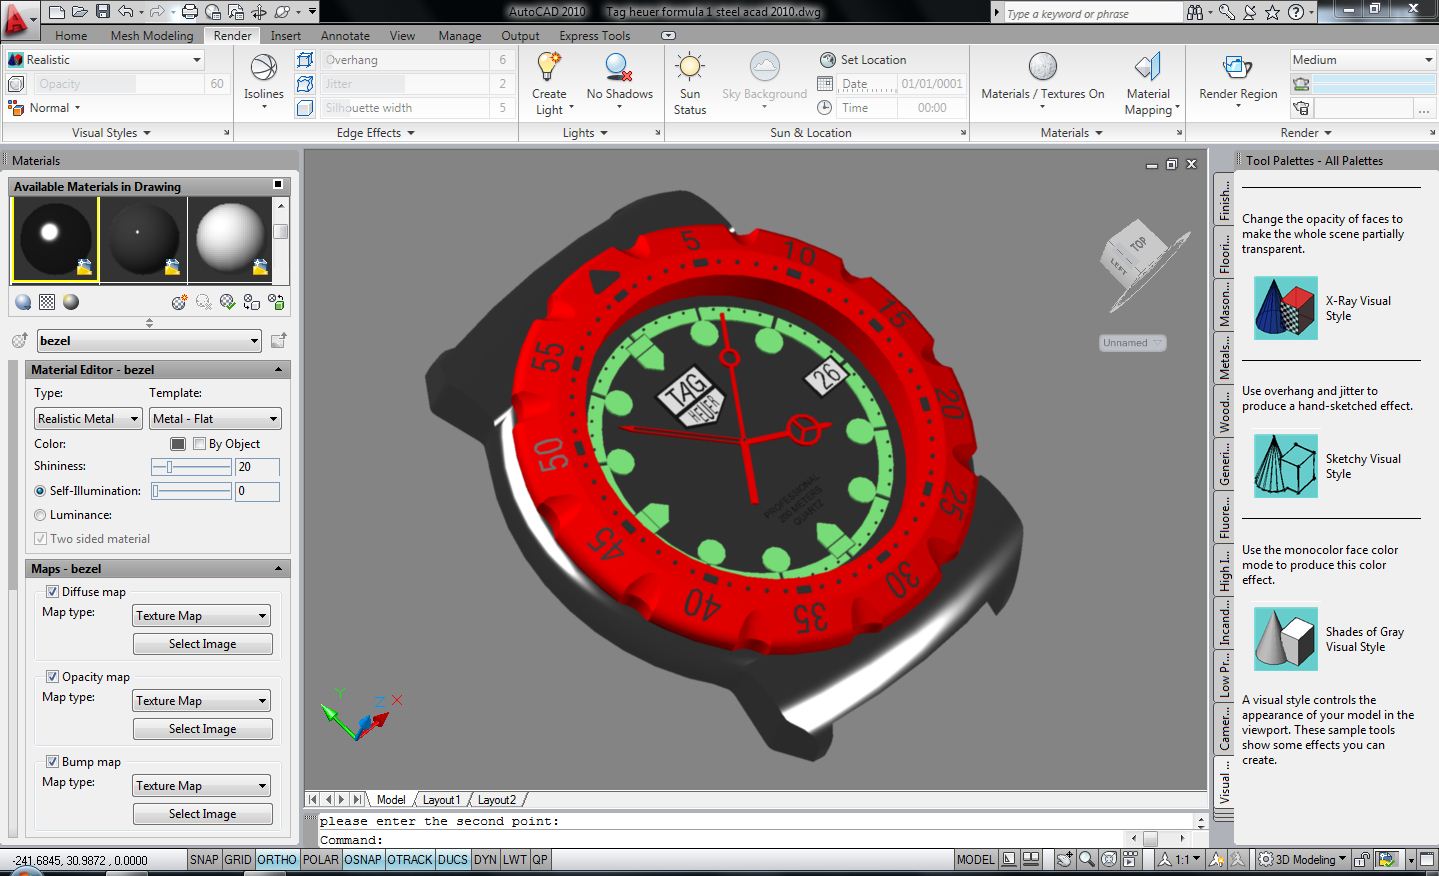 AutoCAD 2010 Tag heuer formula 1 steel acad 2010.dwg
Type a keyword or phrase
Home Mesh Modeling Render Insert Annotate View Manage Output Express Tools
Realistic
Opacity 60
Normal
Visual Styles
Isolines
Overhang 6
Jitter 2
Silhouette width 5
Edge Effects
Create Light
No Shadows
Lights
Sun Status
Sky Background
Set Location
Date 01/01/0001
Time 00:00
Sun & Location
Materials / Textures On
Material Mapping
Materials
Render Region
Medium
...
Render
Materials
Available Materials in Drawing
bezel
Material Editor - bezel
Type: Template:
Realistic Metal Metal - Flat
Color: By Object
Shininess: 20
Self-Illumination: 0
Luminance:
Two sided material
Maps - bezel
Diffuse map
Map type: Texture Map
Select Image
Opacity map
Map type: Texture Map
Select Image
Bump map
Map type: Texture Map
Select Image
5
10
15
20
25
30
35
40
45
50
55
TAG
HEUER
26
PROFESSIONAL
200 METERS
QUARTZ
TOP
LEFT
Unnamed
Y
Z
X
Model Layout1 Layout2
please enter the second point:
Command:
Finish...
Floori...
Mason...
Metals...
Wood...
Generi...
Fluore...
High I...
Incand...
Low Pr...
Camer...
Visual ...
Tool Palettes - All Palettes
Change the opacity of faces to
make the whole scene partially
transparent.
X-Ray Visual
Style
Use overhang and jitter to
produce a hand-sketched effect.
Sketchy Visual
Style
Use the monocolor face color
mode to produce this color
effect.
Shades of Gray
Visual Style
A visual style controls the
appearance of your model in the
viewport. These sample tools
show some effects you can
create.
-241.6845, 30.9872 , 0.0000 SNAP GRID ORTHO POLAR OSNAP OTRACK DUCS DYN LWT QP MODEL 1:1 3D Modeling